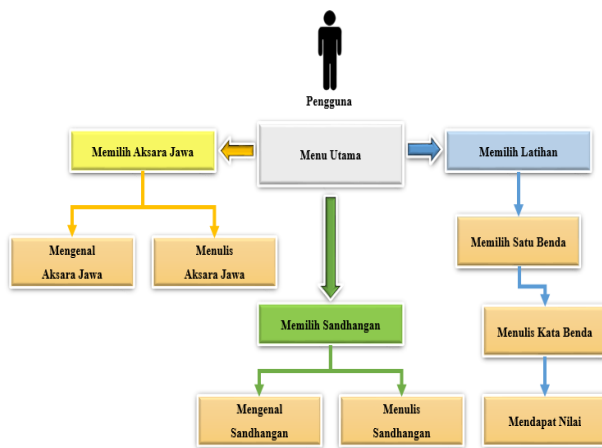 Pengguna
Memilih Aksara Jawa
Menu Utama
Memilih Latihan
Mengenal
Aksara Jawa
Menulis
Aksara Jawa
Memilih Satu Benda
Memilih Sandhangan
Menulis Kata Benda
Mengenal
Sandhangan
Menulis
Sandhangan
Mendapat Nilai